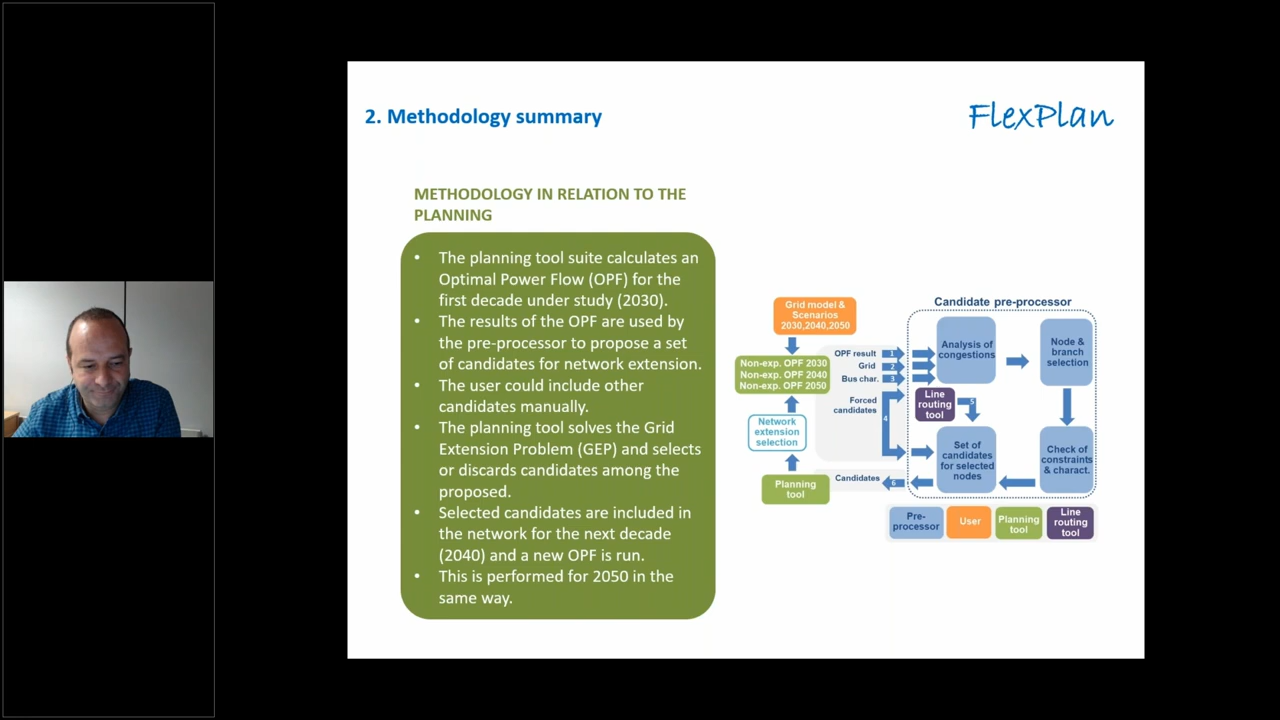 2. Methodology summary
FlexPlan
METHODOLOGY IN RELATION TO THE
PLANNING
• The planning tool suite calculates an
Optimal Power Flow (OPF) for the
first decade under study (2030).
• The results of the OPF are used by
the pre-processor to propose a set
of candidates for network extension.
• The user could include other
candidates manually.
• The planning tool solves the Grid
Extension Problem (GEP) and selects
or discards candidates among the
proposed.
• Selected candidates are included in
the network for the next decade
(2040) and a new OPF is run.
• This is performed for 2050 in the
same way.
Grid model &
Scenarios
2030,2040,2050
Non-exp. OPF 2030
Non-exp. OPF 2040
Non-exp. OPF 2050
Network
extension
selection
Planning
tool
OPF result 1
Grid 2
Bus char. 3
Forced
candidates
4
Candidates 6
Candidate pre-processor
Analysis of
congestions
Node &
branch
selection
Line
routing
tool
5
Set of
candidates
for selected
nodes
Check of
constraints
& charact.
Pre-
processor
User
Planning
tool
Line
routing
tool